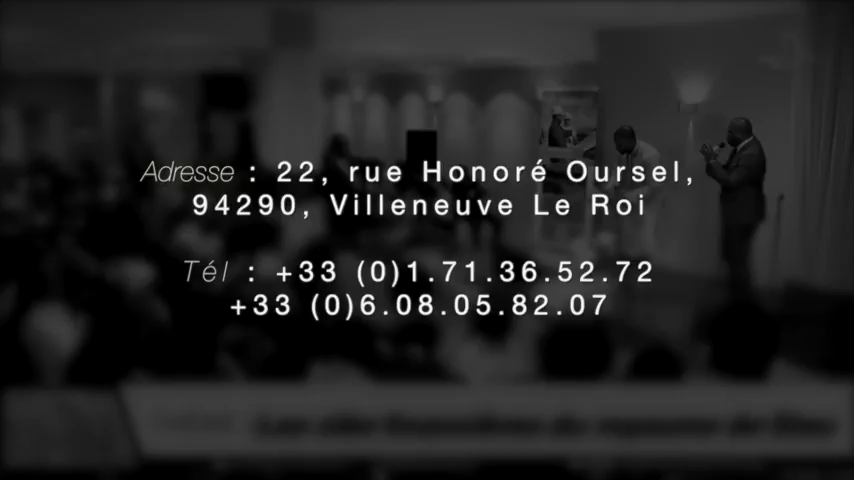 Adresse : 22, rue Honoré Oursel,
94290, Villeneuve Le Roi
Tél : +33 (0)1.71.36.52.72
+33 (0)6.08.05.82.07